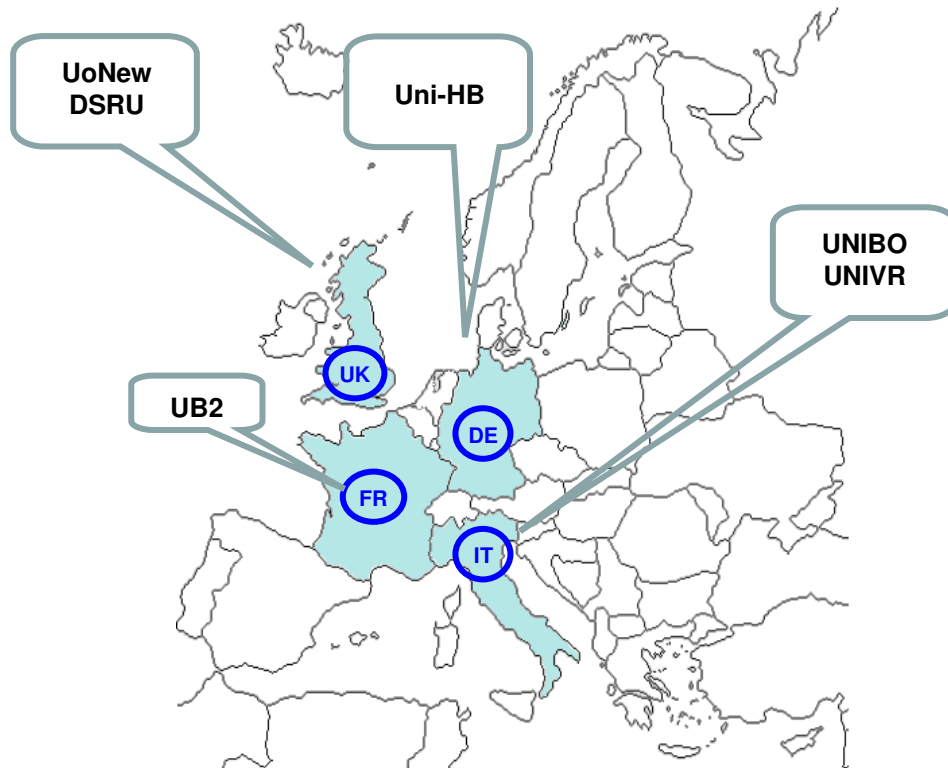 UoNew
DSRU
Uni-HB
UNIBO
UNIVR
UK
UB2
DE
FR
IT